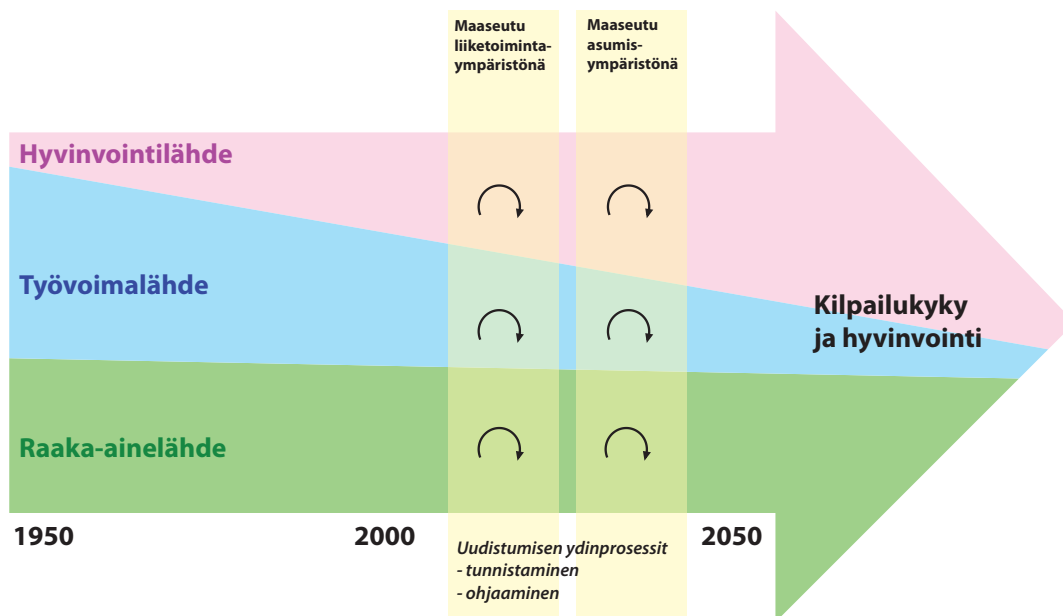 Maaseutu
liiketoiminta-
ympäristönä
Maaseutu
asumis-
ympäristönä
Hyvinvointilähde
Työvoimalähde
Kilpailukyky
ja hyvinvointi
Raaka-ainelähde
1950
2000
2050
Uudistumisen ydinprosessit
- tunnistaminen
- ohjaaminen